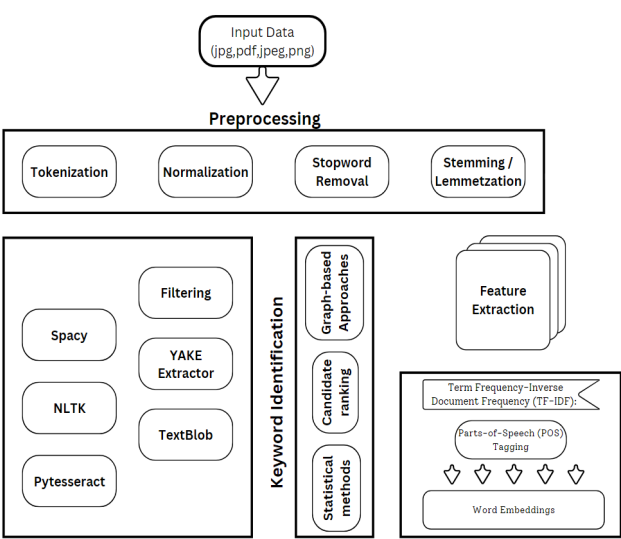 Input Data
(jpg,pdf,jpeg,png)
Preprocessing
Tokenization
Normalization
Stopword
Removal
Stemming /
Lemmetzation
Spacy
NLTK
Pytesseract
Filtering
YAKE
Extractor
TextBlob
Keyword Identification
Graph-based
Approaches
Candidate
ranking
Statistical
methods
Feature
Extraction
Term Frequency-Inverse
Document Frequency (TF-IDF):
Parts-of-Speech (POS)
Tagging
Word Embeddings